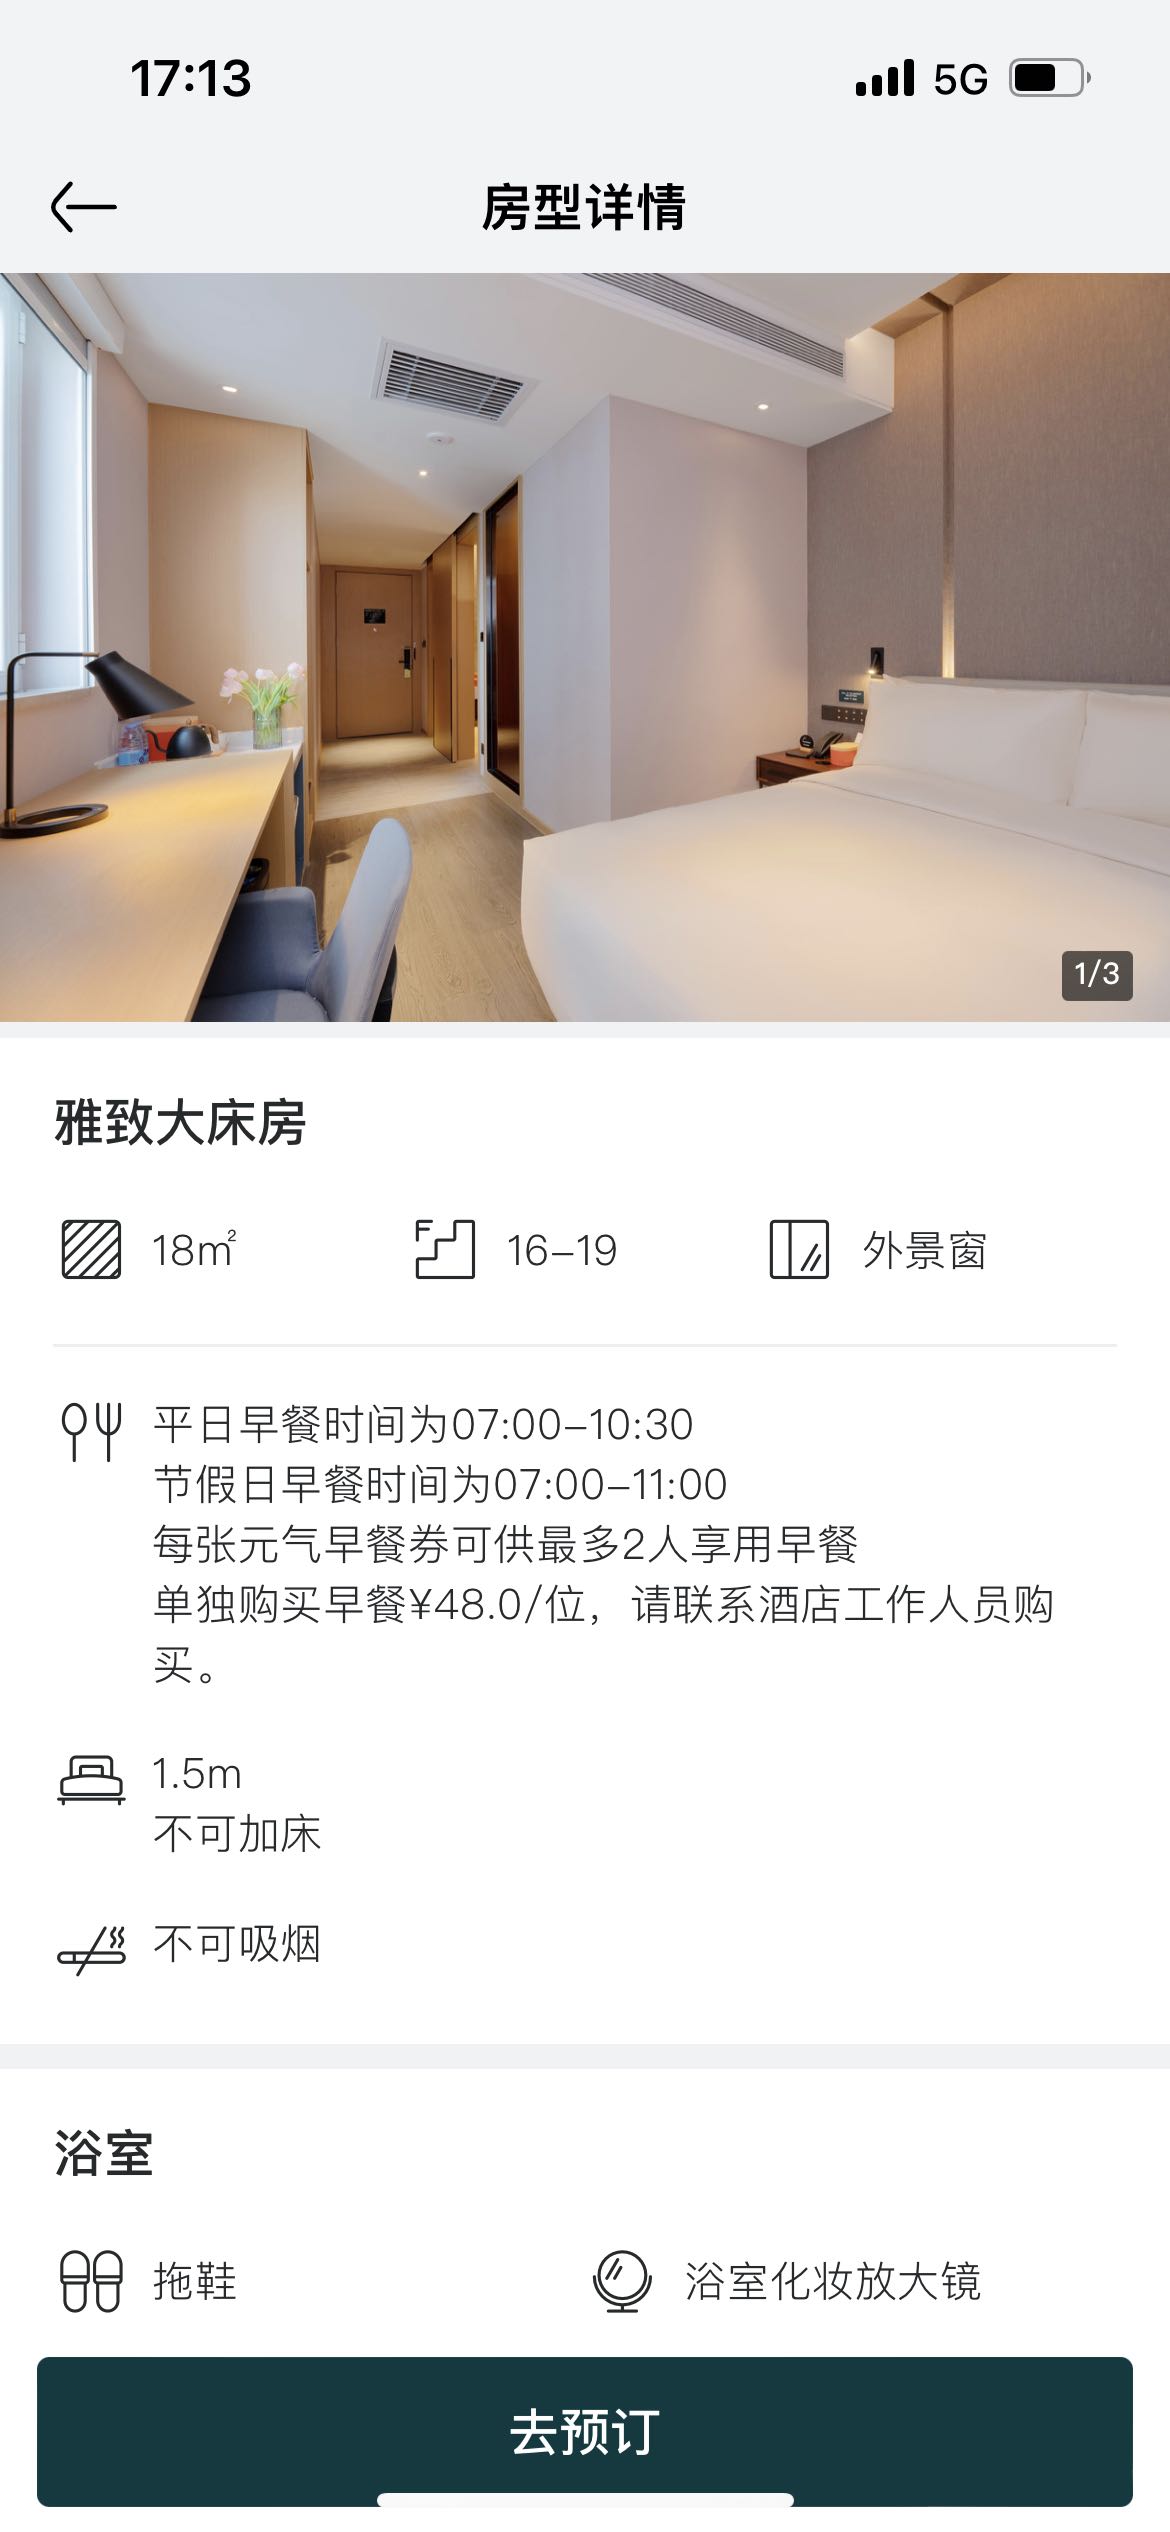 17:13
5G
房型详情
1/3
雅致大床房
18㎡
16-19
外景窗
平日早餐时间为07:00-10:30
节假日早餐时间为07:00-11:00
每张元气早餐券可供最多2人享用早餐
单独购买早餐¥48.0/位，请联系酒店工作人员购
买。
1.5m
不可加床
不可吸烟
浴室
拖鞋
浴室化妆放大镜
去预订